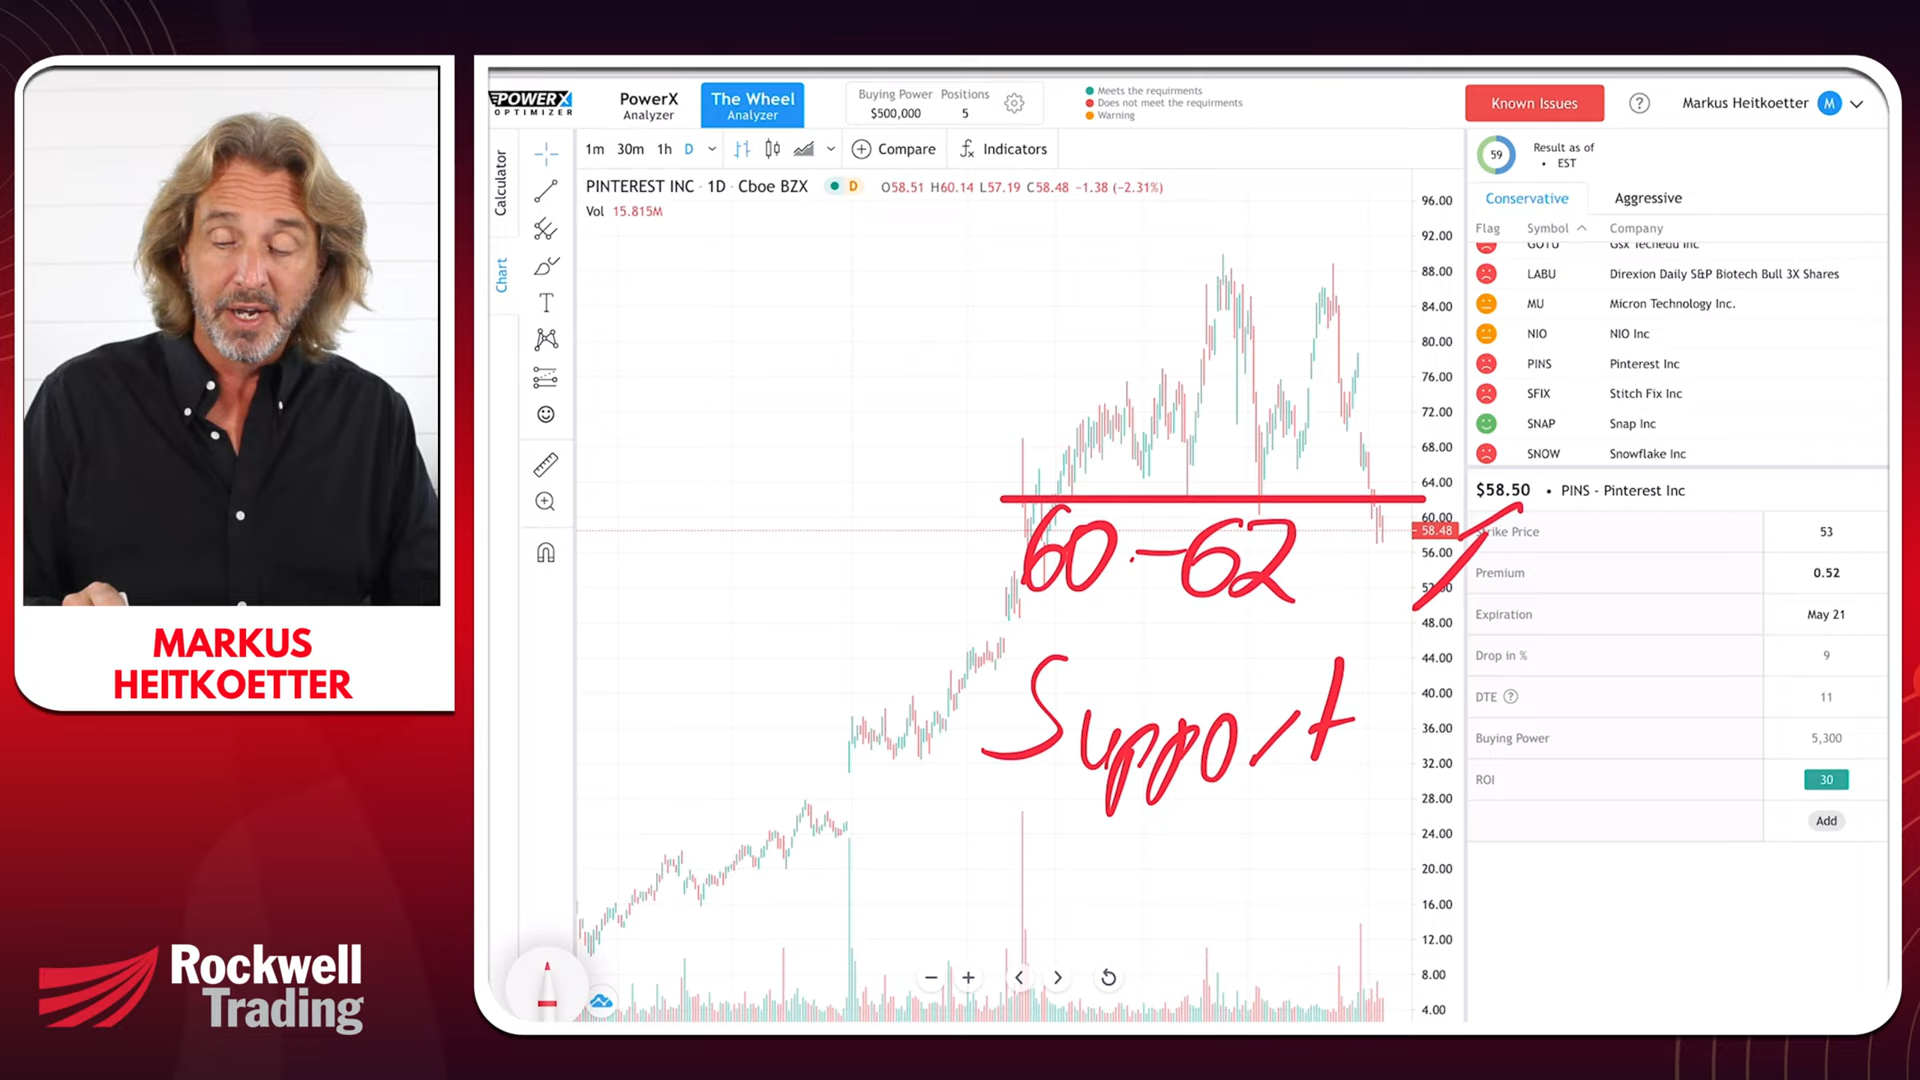 MARKUS
HEITKOETTER
Rockwell
Trading
POWERX
OPTIMIZER
PowerX
Analyzer
The Wheel
Analyzer
Buying Power Positions
$500,000 5
Meets the requirments
Does not meet the requirments
Warning
Known Issues
?
Markus Heitkoetter M
Calculator
Chart
1m 30m 1h D
Compare
Indicators
PINTEREST INC · 1D · Cboe BZX
D
O58.51 H60.14 L57.19 C58.48 −1.38 (−2.31%)
Vol 15.815M
T
96.00
92.00
88.00
84.00
80.00
76.00
72.00
68.00
64.00
60.00
58.48
56.00
48.00
44.00
40.00
36.00
32.00
28.00
24.00
20.00
16.00
12.00
8.00
4.00
60-62
Support
59
Result as of
• EST
Conservative Aggressive
Flag Symbol Company
GOTU Gsx Techedu Inc
LABU Direxion Daily S&P Biotech Bull 3X Shares
MU Micron Technology Inc.
NIO NIO Inc
PINS Pinterest Inc
SFIX Stitch Fix Inc
SNAP Snap Inc
SNOW Snowflake Inc
$58.50 • PINS - Pinterest Inc
Strike Price 53
Premium 0.52
Expiration May 21
Drop in % 9
DTE ? 11
Buying Power 5,300
ROI 30
Add